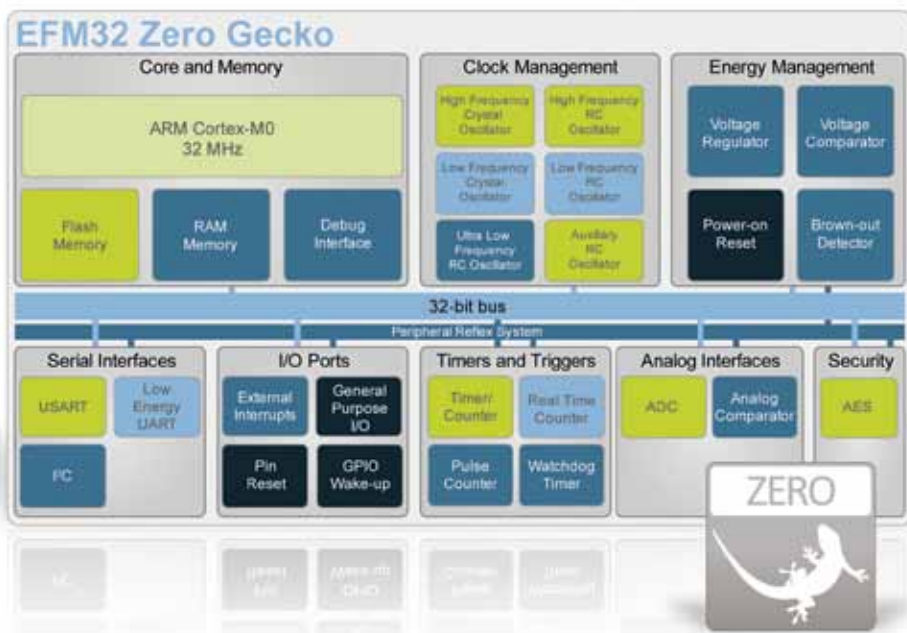 EFM32 Zero Gecko
Core and Memory
ARM Cortex-M0
32 MHz
Flash
Memory
RAM
Memory
Debug
Interface
Clock Management
High Frequency
Crystal
Oscillator
High Frequency
RC
Oscillator
Low Frequency
Crystal
Oscillator
Low Frequency
RC
Oscillator
Ultra Low
Frequency
RC Oscillator
Auxiliary
RC
Oscillator
Energy Management
Voltage
Regulator
Voltage
Comparator
Power-on
Reset
Brown-out
Detector
32-bit bus
Peripheral Reflex System
Serial Interfaces
USART
Low
Energy
UART
I²C
I/O Ports
External
Interrupts
General
Purpose
I/O
Pin
Reset
GPIO
Wake-up
Timers and Triggers
Timer/
Counter
Real Time
Counter
Pulse
Counter
Watchdog
Timer
Analog Interfaces
ADC
Analog
Comparator
Security
AES
ZERO